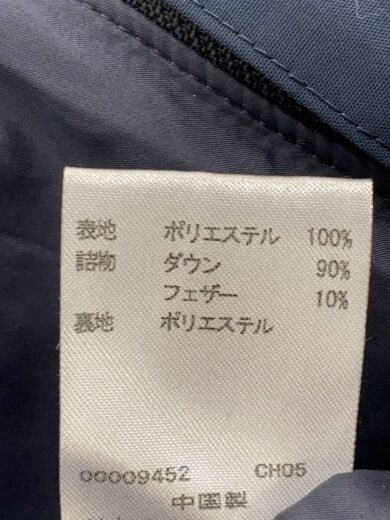 表地 ポリエステル 100%
詰物 ダウン 90%
フェザー 10%
裏地 ポリエステル
00009452 CH05
中国製